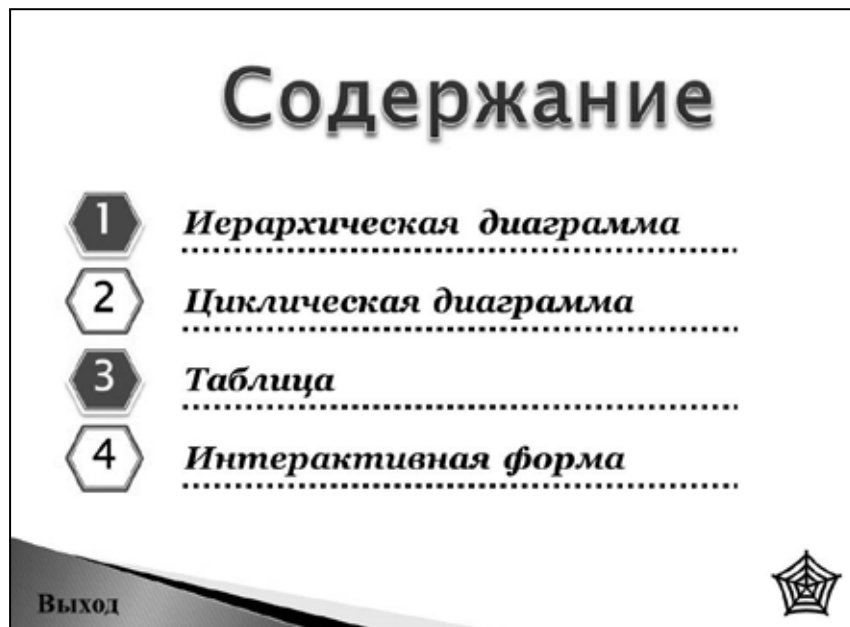 Содержание
1 Иерархическая диаграмма
2 Циклическая диаграмма
3 Таблица
4 Интерактивная форма
Выход